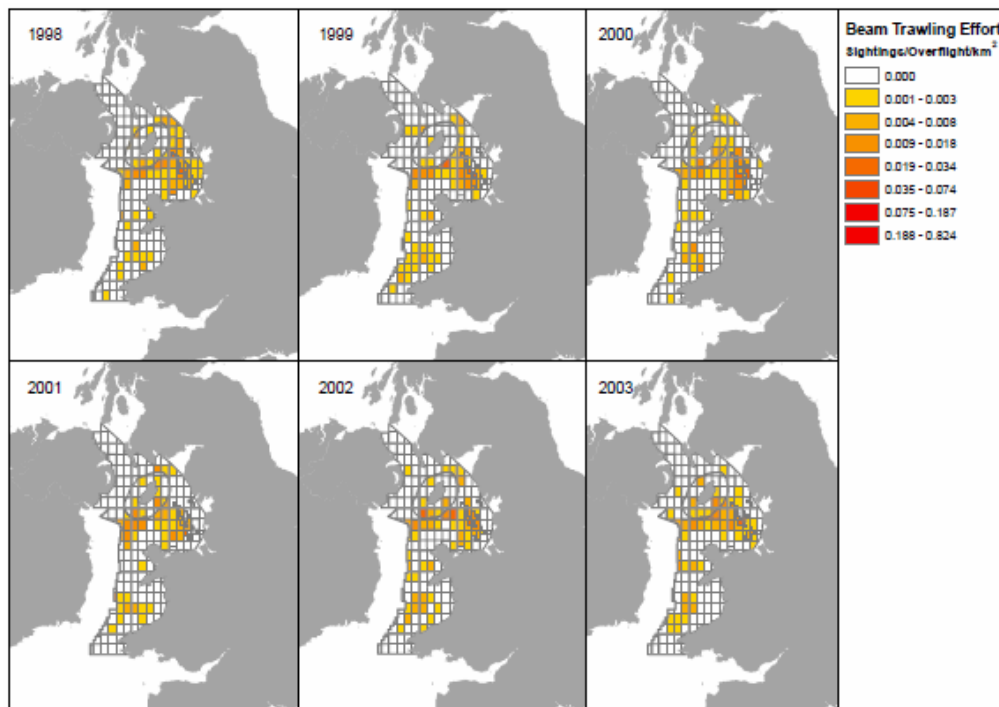 1998
1999
2000
Beam Trawling Effort
Sightings/Overflight/km²
0.000
0.001 - 0.003
0.004 - 0.008
0.009 - 0.018
0.019 - 0.034
0.035 - 0.074
0.075 - 0.187
0.188 - 0.824
2001
2002
2003